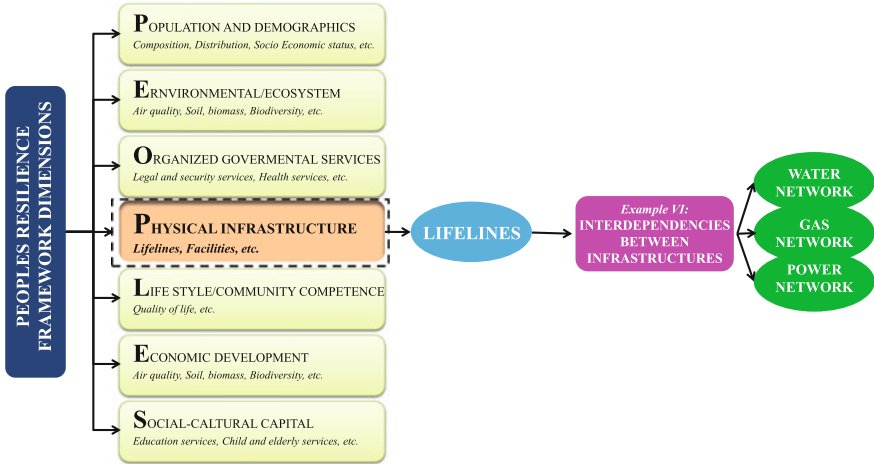 PEOPLES RESILIENCE
FRAMEWORK DIMENSIONS
POPULATION AND DEMOGRAPHICS
Composition, Distribution, Socio Economic status, etc.
ERNVIRONMENTAL/ECOSYSTEM
Air quality, Soil, biomass, Biodiversity, etc.
ORGANIZED GOVERMENTAL SERVICES
Legal and security services, Health services, etc.
PHYSICAL INFRASTRUCTURE
Lifelines, Facilities, etc.
LIFE STYLE/COMMUNITY COMPETENCE
Quality of life, etc.
ECONOMIC DEVELOPMENT
Air quality, Soil, biomass, Biodiversity, etc.
SOCIAL-CALTURAL CAPITAL
Education services, Child and elderly services, etc.
LIFELINES
Example VI:
INTERDEPENDENCIES
BETWEEN
INFRASTRUCTURES
WATER
NETWORK
GAS
NETWORK
POWER
NETWORK